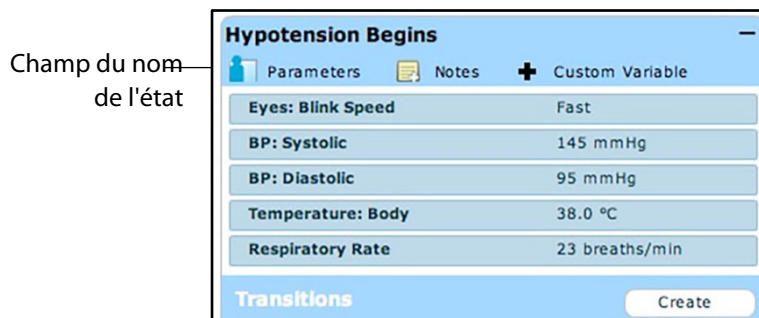 Champ du nom
de l'état
Hypotension Begins
Parameters Notes Custom Variable
Eyes: Blink Speed Fast
BP: Systolic 145 mmHg
BP: Diastolic 95 mmHg
Temperature: Body 38.0 ºC
Respiratory Rate 23 breaths/min
Transitions Create